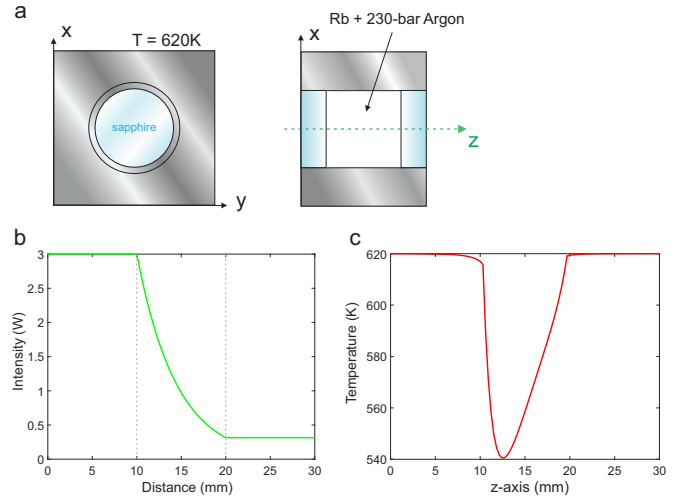 a
x
T = 620K
sapphire
y
Rb + 230-bar Argon
x
z
b
Intensity (W)
3
2.5
2
1.5
1
0.5
0
0 5 10 15 20 25 30
Distance (mm)
c
Temperature (K)
620
600
580
560
540
0 5 10 15 20 25 30
z-axis (mm)